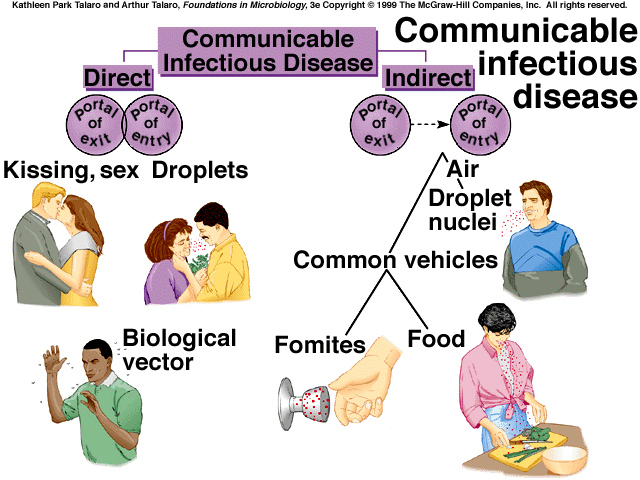 Kathleen Park Talaro and Arthur Talaro, Foundations in Microbiology, 3e Copyright © 1999 The McGraw-Hill Companies, Inc. All rights reserved.
Communicable
infectious
disease
Communicable
Infectious Disease
Direct
Indirect
portal
of
exit
portal
of
entry
portal
of
exit
portal
of
entry
Kissing, sex
Droplets
Air
Droplet
nuclei
Common vehicles
Biological
vector
Fomites
Food